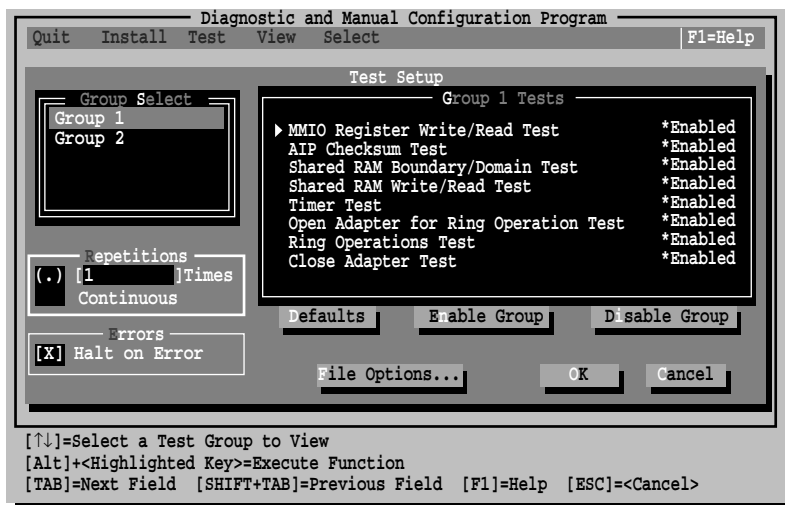 Diagnostic and Manual Configuration Program
Quit Install Test View Select F1=Help
Test Setup
Group Select
Group 1
Group 2
Group 1 Tests
MMIO Register Write/Read Test *Enabled
AIP Checksum Test *Enabled
Shared RAM Boundary/Domain Test *Enabled
Shared RAM Write/Read Test *Enabled
Timer Test *Enabled
Open Adapter for Ring Operation Test *Enabled
Ring Operations Test *Enabled
Close Adapter Test *Enabled
Repetitions
(.) [1 ]Times
Continuous
Errors
[X] Halt on Error
Defaults Enable Group Disable Group
File Options... OK Cancel
[↑↓]=Select a Test Group to View
[Alt]+<Highlighted Key>=Execute Function
[TAB]=Next Field [SHIFT+TAB]=Previous Field [F1]=Help [ESC]=<Cancel>